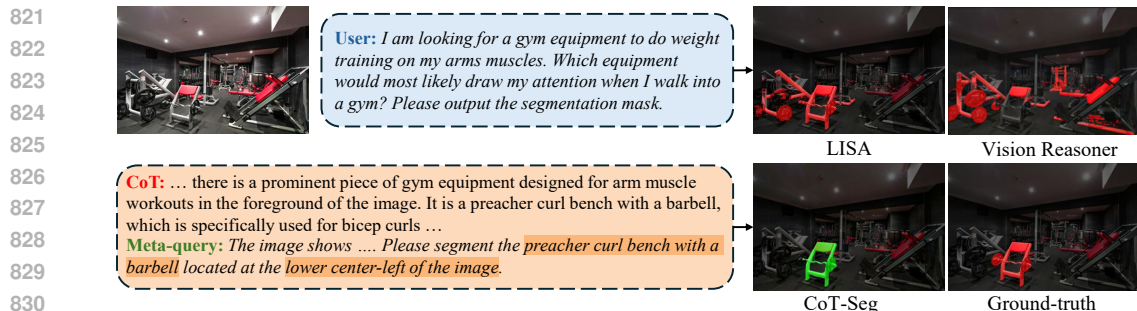 821
822
823
824
825
826
827
828
829
830
User: I am looking for a gym equipment to do weight
training on my arms muscles. Which equipment
would most likely draw my attention when I walk into
a gym? Please output the segmentation mask.
LISA
Vision Reasoner
CoT: … there is a prominent piece of gym equipment designed for arm muscle
workouts in the foreground of the image. It is a preacher curl bench with a barbell,
which is specifically used for bicep curls …
Meta-query: The image shows …. Please segment the preacher curl bench with a
barbell located at the lower center-left of the image.
CoT-Seg
Ground-truth